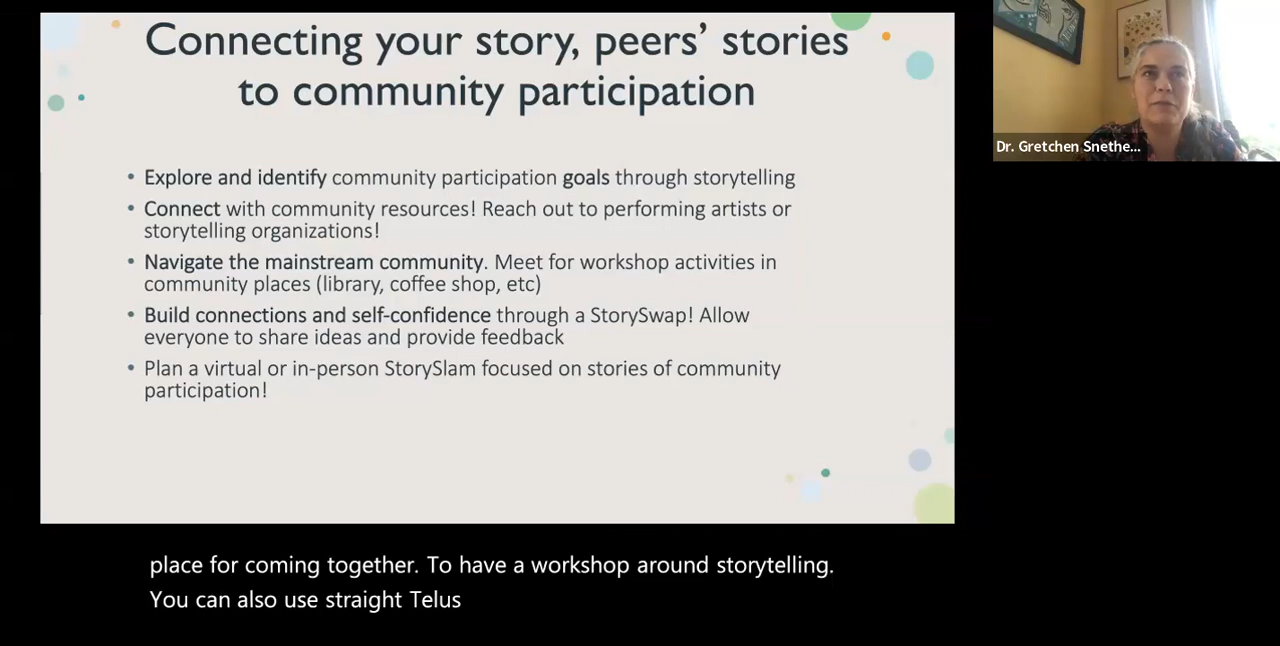 Connecting your story, peers' stories
to community participation
• Explore and identify community participation goals through storytelling
• Connect with community resources! Reach out to performing artists or
storytelling organizations!
• Navigate the mainstream community. Meet for workshop activities in
community places (library, coffee shop, etc)
• Build connections and self-confidence through a StorySwap! Allow
everyone to share ideas and provide feedback
• Plan a virtual or in-person StorySlam focused on stories of community
participation!
Dr. Gretchen Snethe...
place for coming together. To have a workshop around storytelling.
You can also use straight Telus